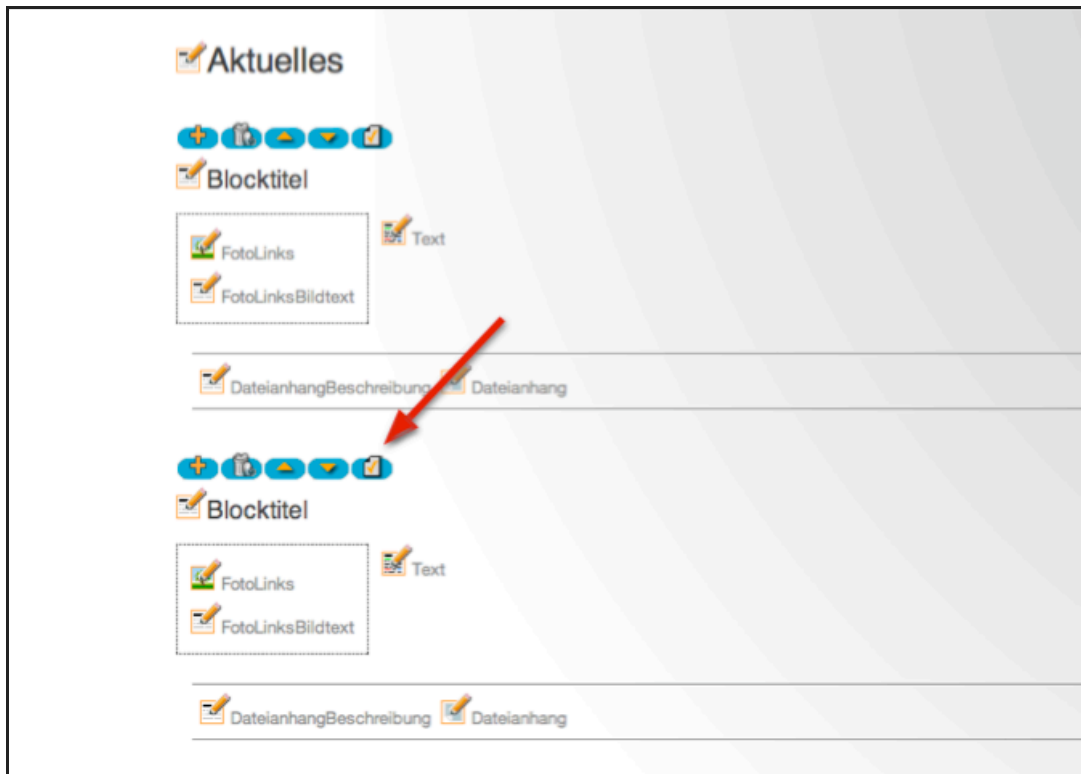 Aktuelles
Blocktitel
FotoLinks Text
FotoLinksBildtext
DateianhangBeschreibung Dateianhang
Blocktitel
FotoLinks Text
FotoLinksBildtext
DateianhangBeschreibung Dateianhang